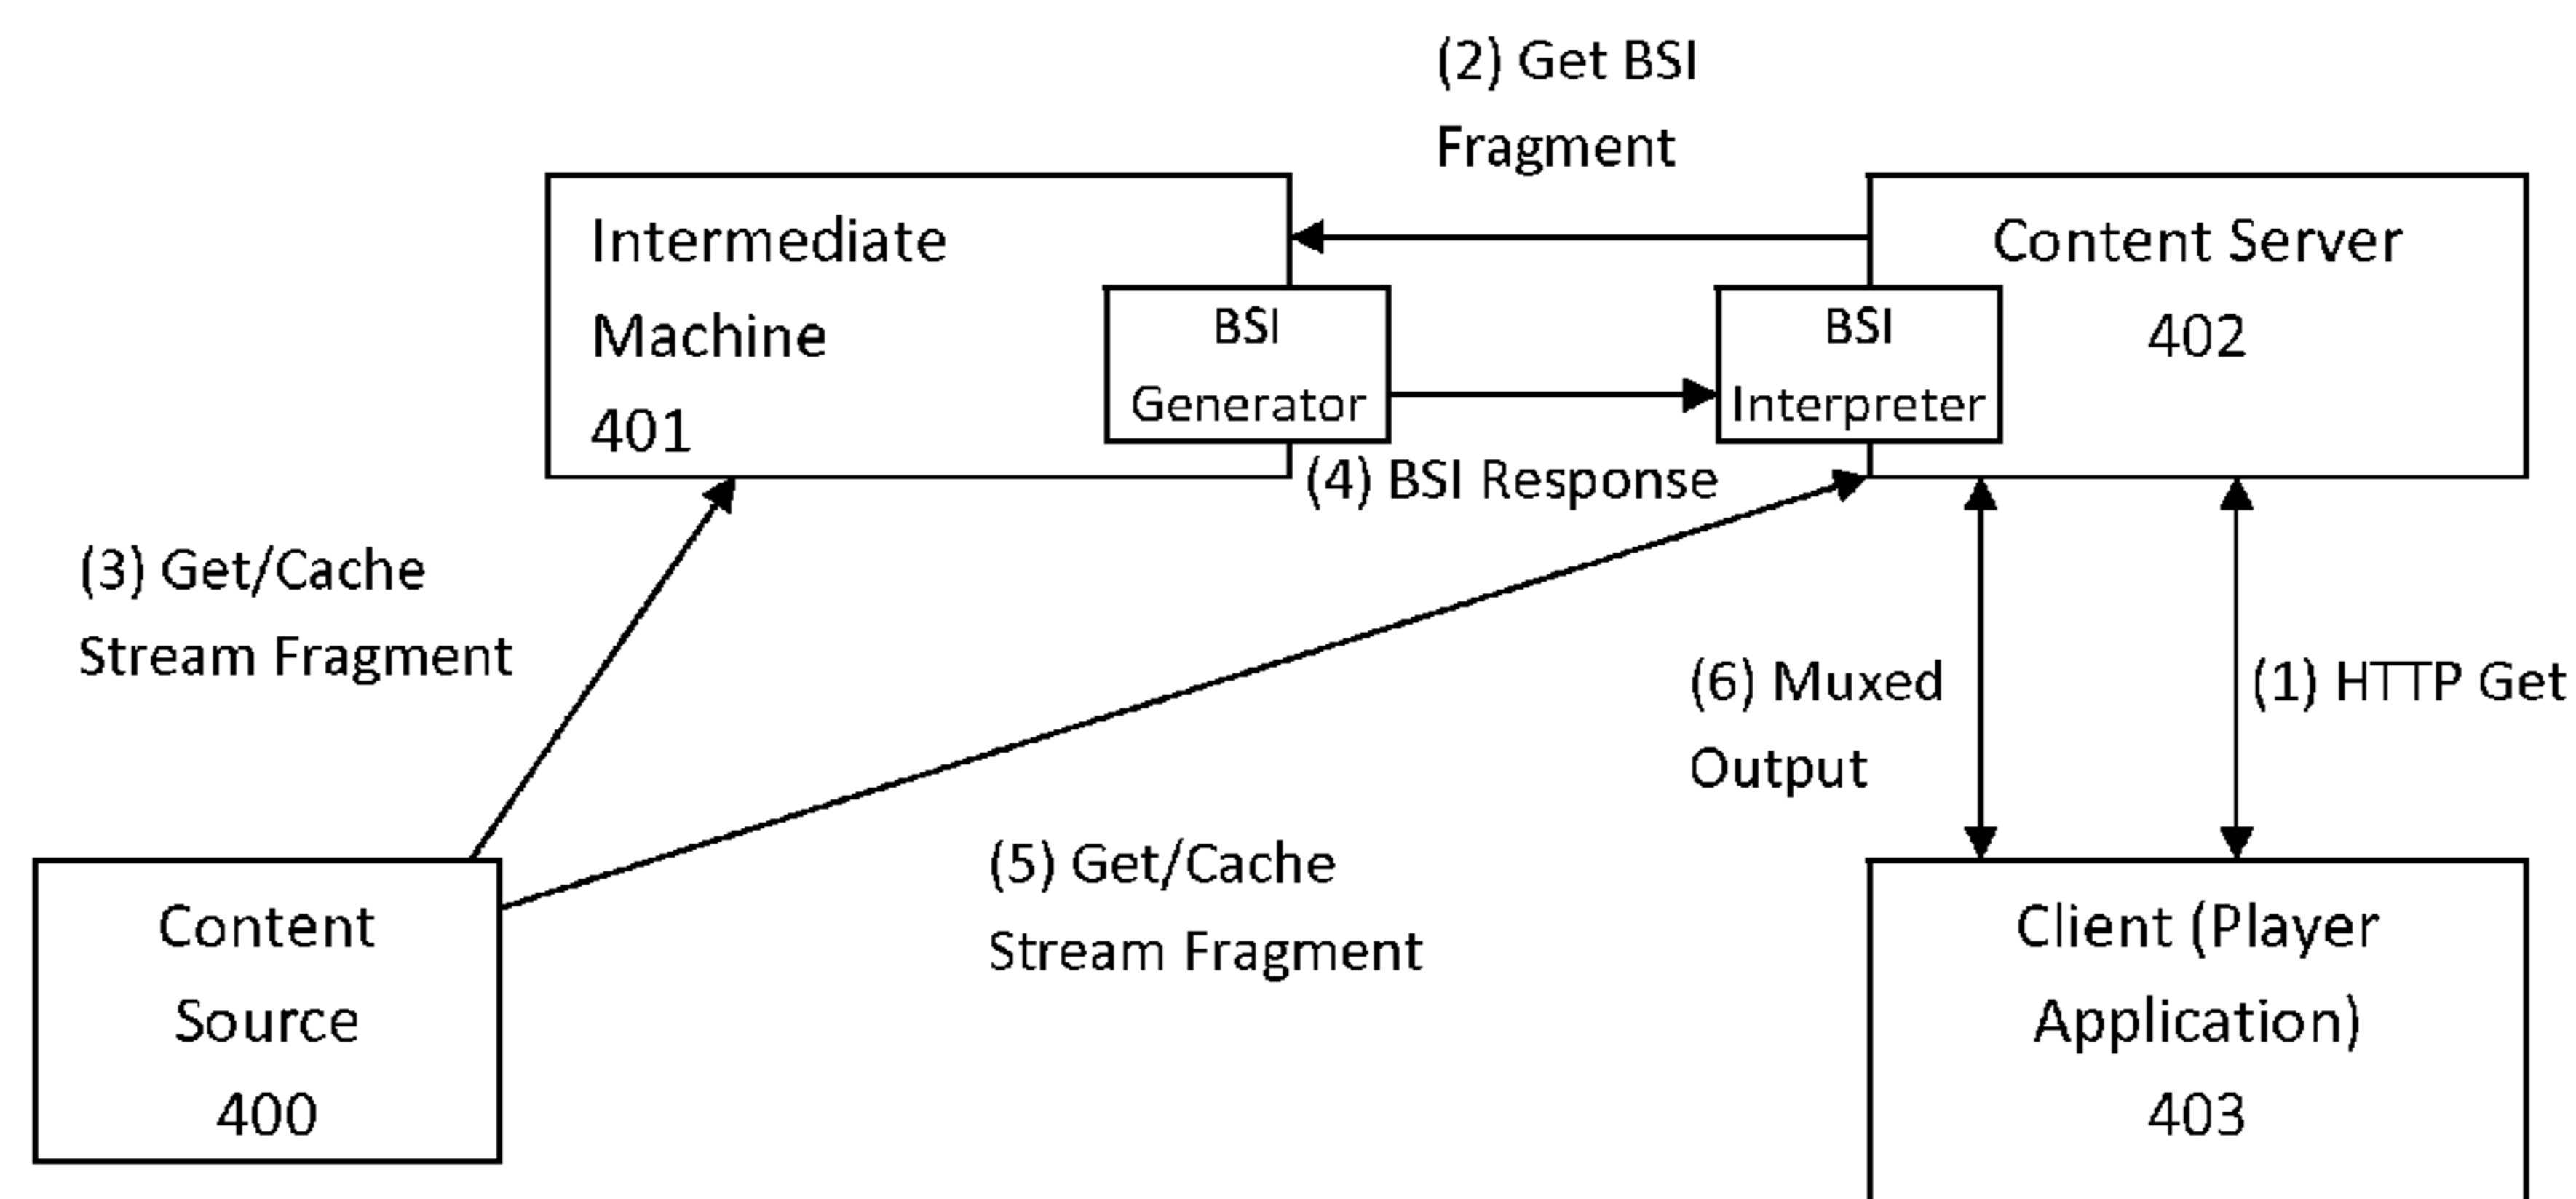 (2) Get BSI
Fragment
Intermediate
Machine
401
BSI
Generator
BSI
Interpreter
Content Server
402
(4) BSI Response
(3) Get/Cache
Stream Fragment
(6) Muxed
Output
(1) HTTP Get
(5) Get/Cache
Stream Fragment
Content
Source
400
Client (Player
Application)
403